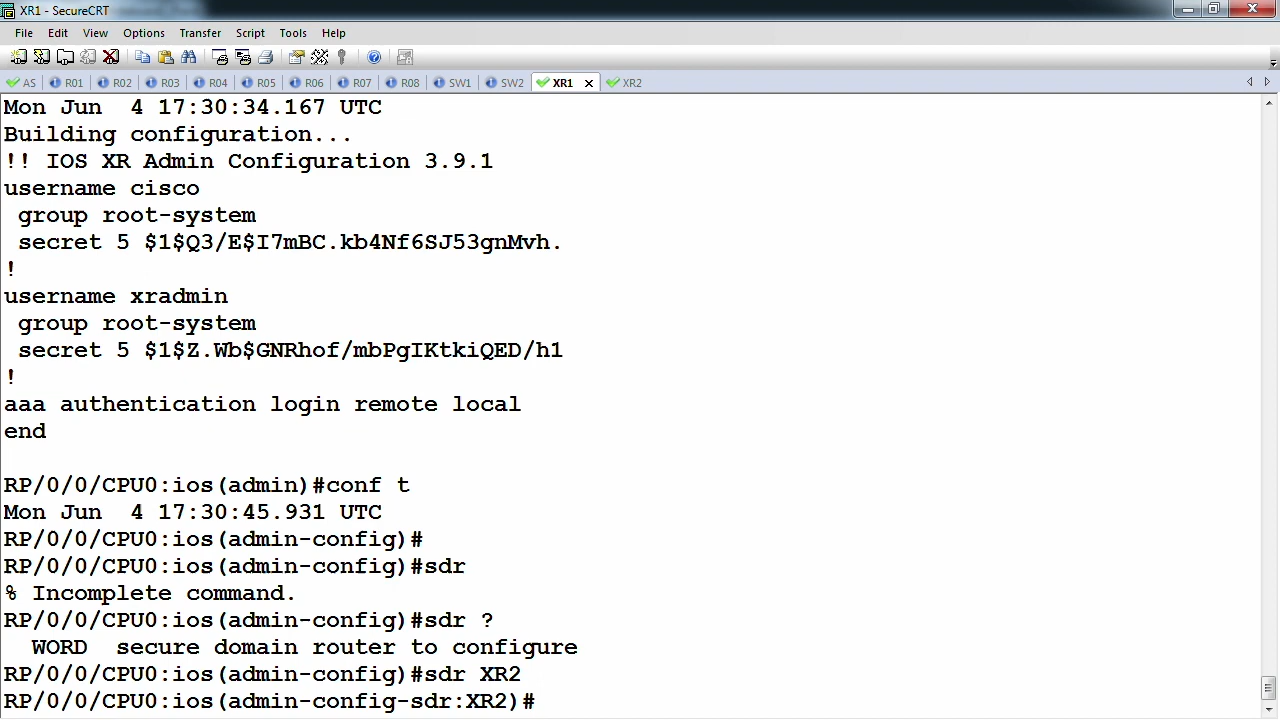 XR1 - SecureCRT
File Edit View Options Transfer Script Tools Help
AS R01 R02 R03 R04 R05 R06 R07 R08 SW1 SW2 XR1 XR2
Mon Jun  4 17:30:34.167 UTC
Building configuration...
!! IOS XR Admin Configuration 3.9.1
username cisco
 group root-system
 secret 5 $1$Q3/E$I7mBC.kb4Nf6SJ53gnMvh.
!
username xradmin
 group root-system
 secret 5 $1$Z.Wb$GNRhof/mbPgIKtkiQED/h1
!
aaa authentication login remote local
end
RP/0/0/CPU0:ios(admin)#conf t
Mon Jun  4 17:30:45.931 UTC
RP/0/0/CPU0:ios(admin-config)#
RP/0/0/CPU0:ios(admin-config)#sdr
% Incomplete command.
RP/0/0/CPU0:ios(admin-config)#sdr ?
  WORD  secure domain router to configure
RP/0/0/CPU0:ios(admin-config)#sdr XR2
RP/0/0/CPU0:ios(admin-config-sdr:XR2)#